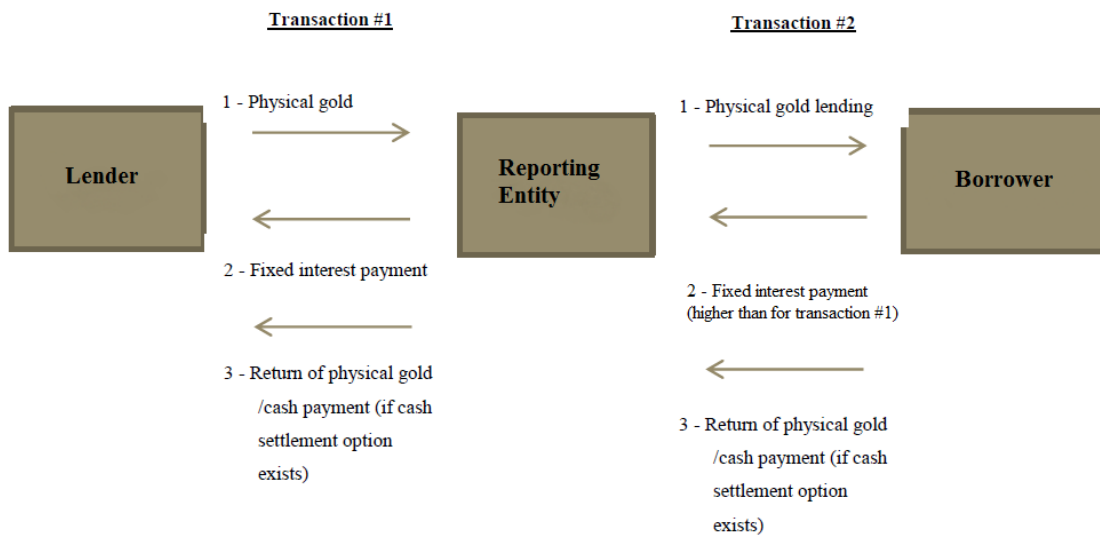 Transaction #1
Transaction #2
1 - Physical gold
1 - Physical gold lending
Lender
Reporting
Entity
Borrower
2 - Fixed interest payment
2 - Fixed interest payment
(higher than for transaction #1)
3 - Return of physical gold
/cash payment (if cash
settlement option
exists)
3 - Return of physical gold
/cash payment (if cash
settlement option
exists)